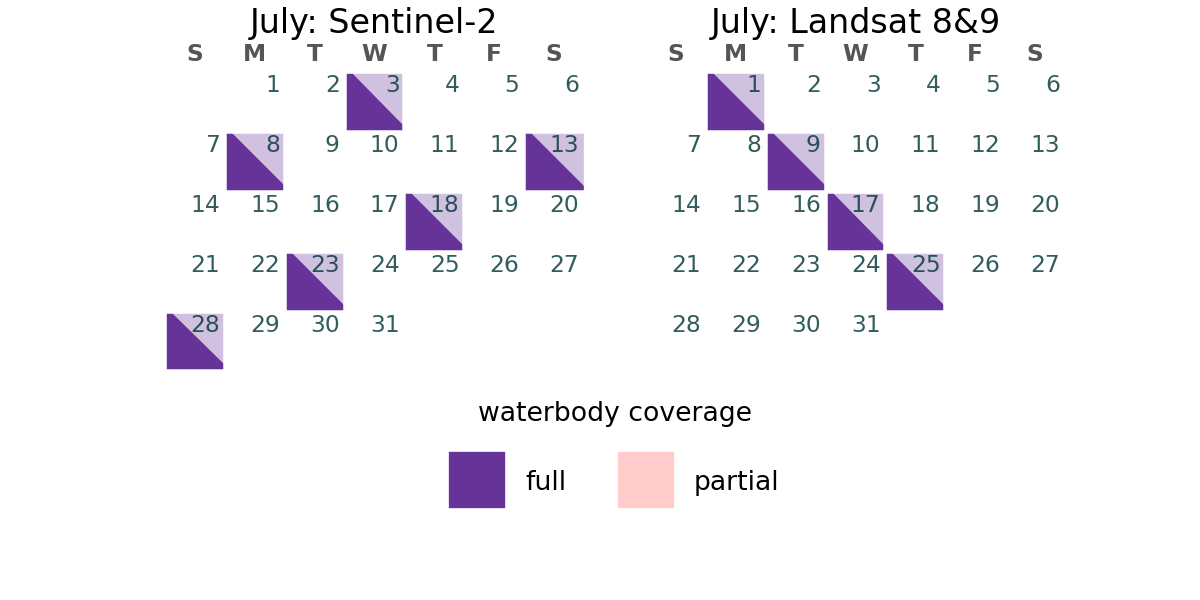 July: Sentinel-2
S M T W T F S
1 2 3 4 5 6
7 8 9 10 11 12 13
14 15 16 17 18 19 20
21 22 23 24 25 26 27
28 29 30 31
July: Landsat 8&9
S M T W T F S
1 2 3 4 5 6
7 8 9 10 11 12 13
14 15 16 17 18 19 20
21 22 23 24 25 26 27
28 29 30 31
waterbody coverage
full partial